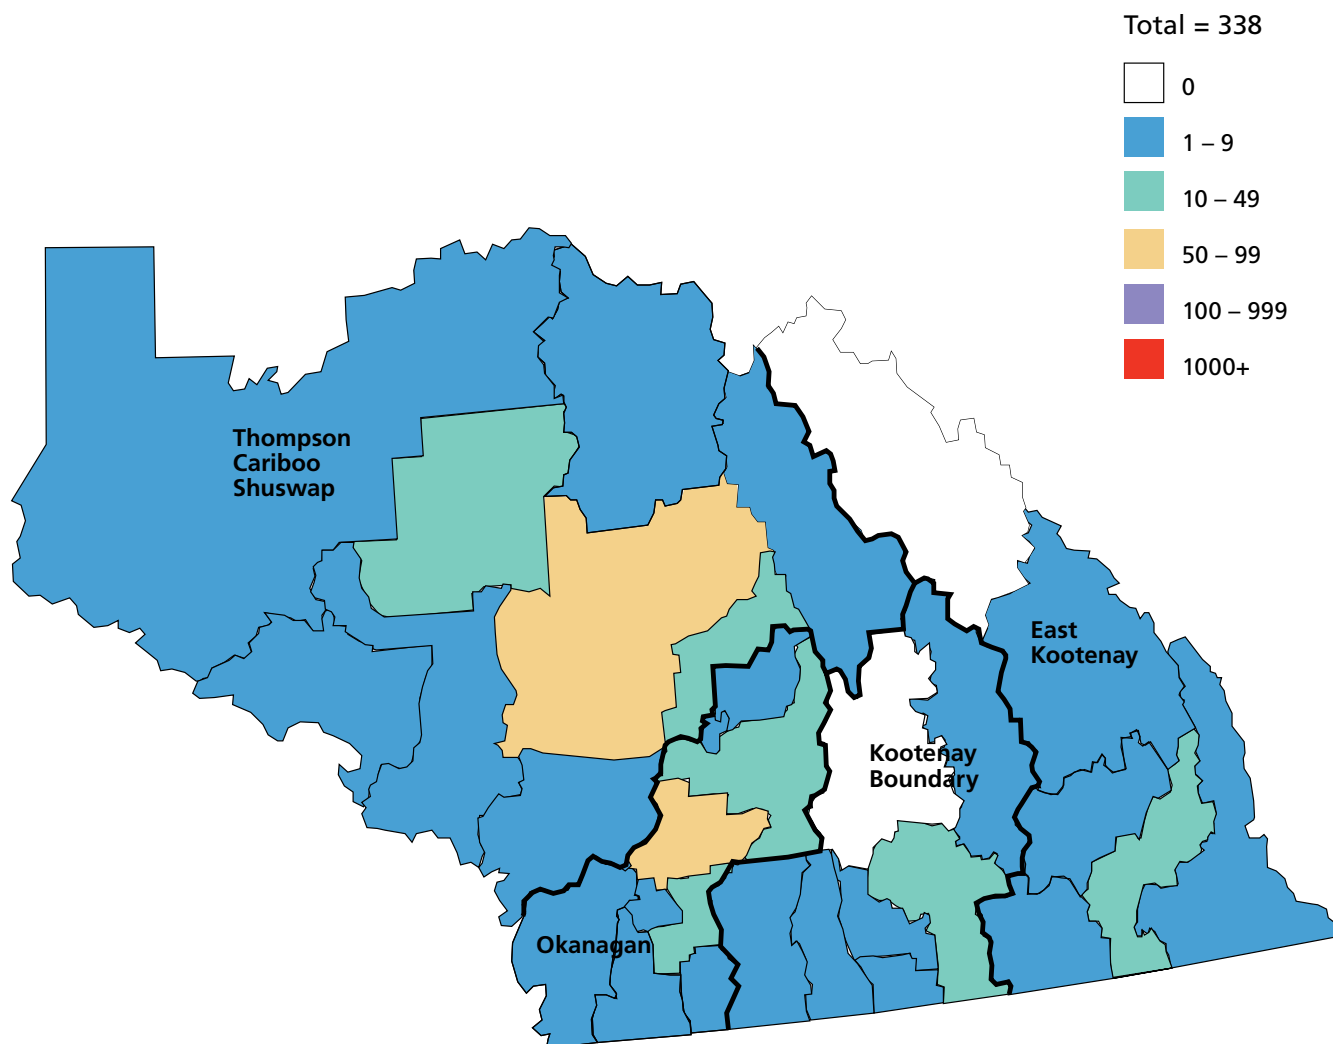 Total = 338
0
1 – 9
10 – 49
50 – 99
100 – 999
1000+
Thompson
Cariboo
Shuswap
East
Kootenay
Kootenay
Boundary
Okanagan